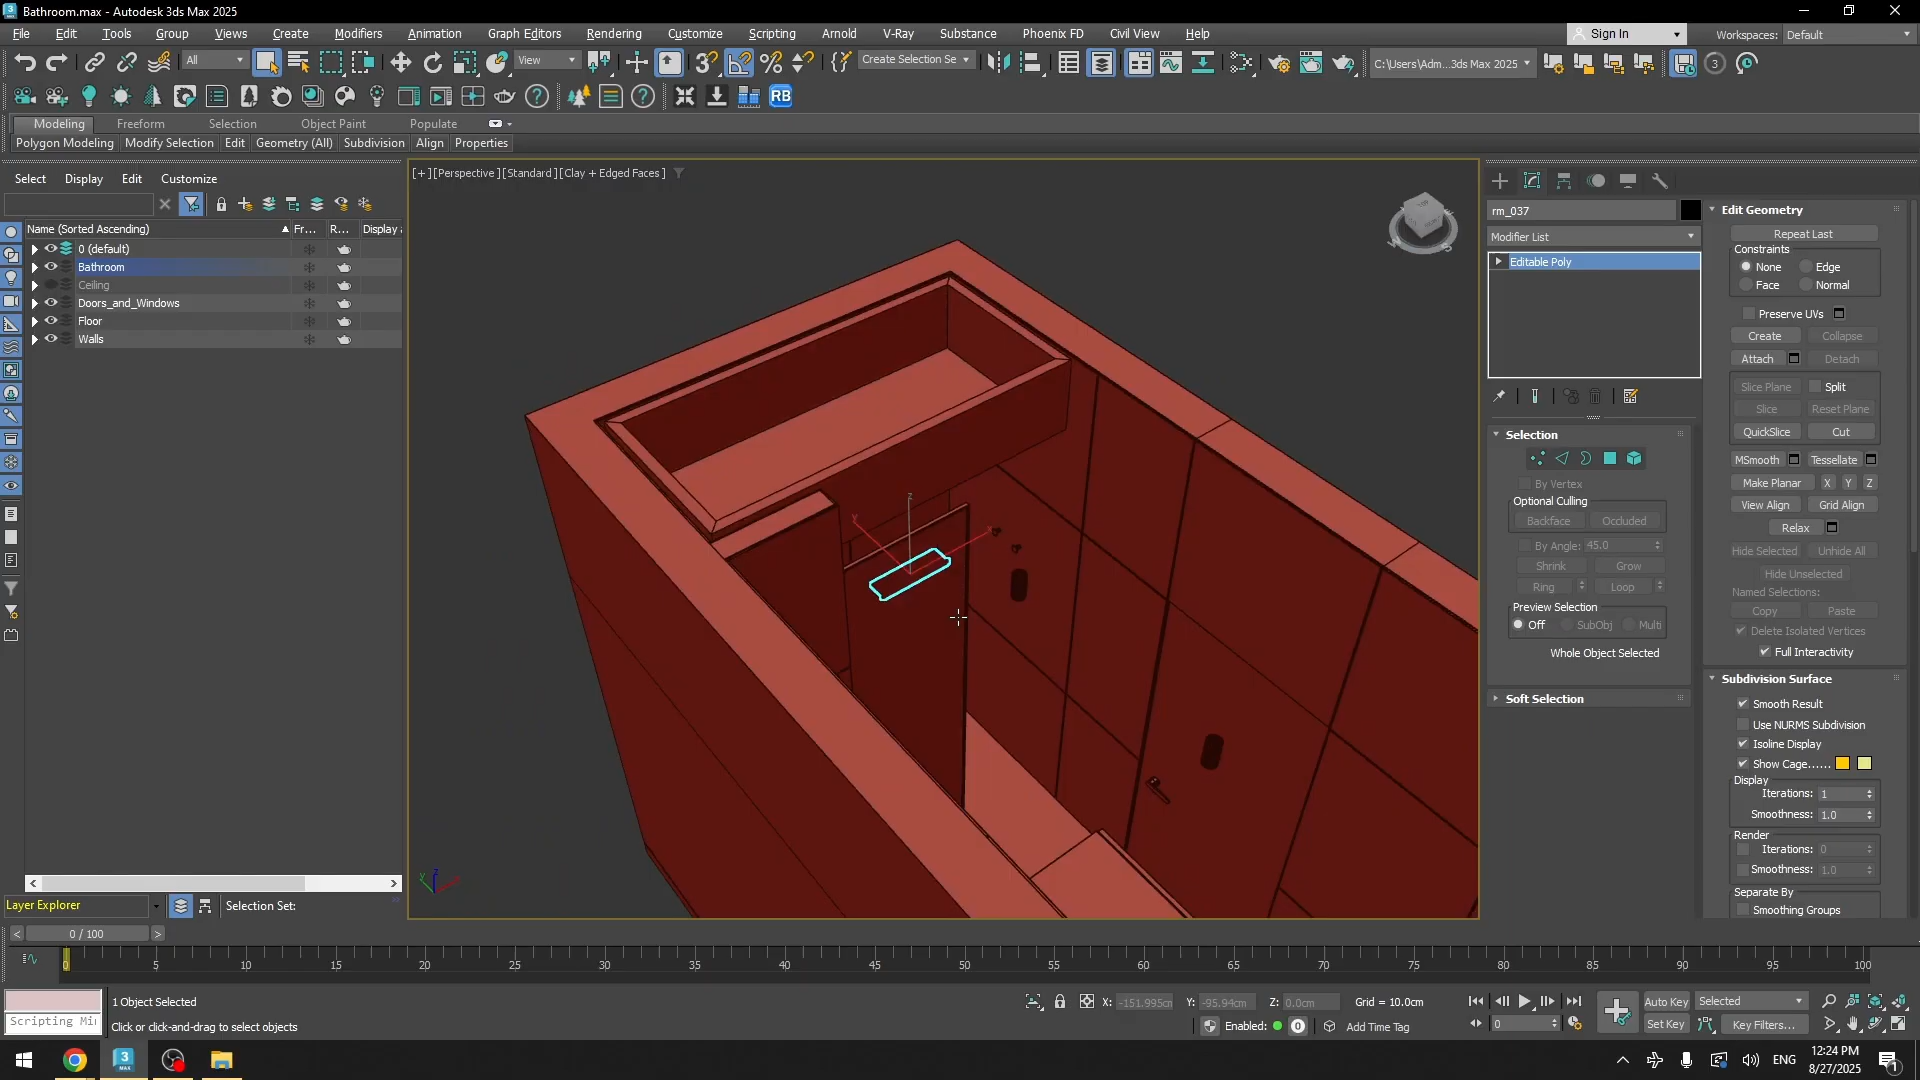 Bathroom.max - Autodesk 3ds Max 2025
File Edit Tools Group Views Create Modifiers Animation Graph Editors Rendering Customize Scripting Arnold V-Ray Substance Phoenix FD Civil View Help
Sign In Workspaces: Default
All View Create Selection Se C:\Users\Adm...3ds Max 2025
RB
Modeling Freeform Selection Object Paint Populate
Polygon Modeling Modify Selection Edit Geometry (All) Subdivision Align Properties
Select Display Edit Customize
Name (Sorted Ascending) Fr... R... Display
0 (default)
Bathroom
Ceiling
Doors_and_Windows
Floor
Walls
Layer Explorer Selection Set:
[+] [Perspective] [Standard] [Clay + Edged Faces]
rm_037
Modifier List
Editable Poly
Selection
By Vertex
Optional Culling
Backface Occluded
By Angle: 45.0
Shrink Grow
Ring Loop
Preview Selection
Off SubObj Multi
Whole Object Selected
Soft Selection
Edit Geometry
Repeat Last
Constraints
None Edge
Face Normal
Preserve UVs
Create Collapse
Attach Detach
Slice Plane Split
Slice Reset Plane
QuickSlice Cut
MSmooth Tessellate
Make Planar X Y Z
View Align Grid Align
Relax
Hide Selected Unhide All
Hide Unselected
Named Selections:
Copy Paste
Delete Isolated Vertices
Full Interactivity
Subdivision Surface
Smooth Result
Use NURMS Subdivision
Isoline Display
Show Cage......
Display
Iterations: 1
Smoothness: 1.0
Render
Iterations: 0
Smoothness: 1.0
Separate By
Smoothing Groups
0 / 100
0 5 10 15 20 25 30 35 40 45 50 55 60 65 70 75 80 85 90 95 100
1 Object Selected
Scripting Mi
Click or click-and-drag to select objects
X: -151.995cm Y: -95.94cm Z: 0.0cm Grid = 10.0cm
Enabled: 0 Add Time Tag
0
Auto Key Selected
Set Key Key Filters...
ENG
12:24 PM
8/27/2025